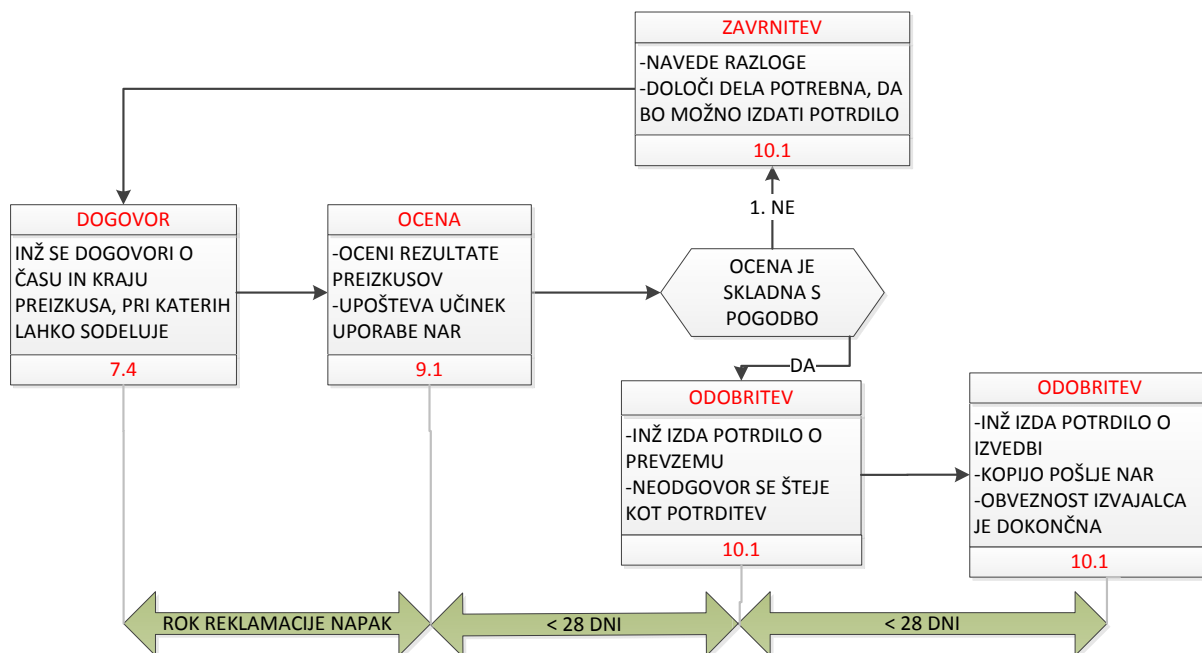 ZAVRNITEV
-NAVEDE RAZLOGE
-DOLOČI DELA POTREBNA, DA
BO MOŽNO IZDATI POTRDILO
10.1
DOGOVOR
INŽ SE DOGOVORI O
ČASU IN KRAJU
PREIZKUSA, PRI KATERIH
LAHKO SODELUJE
7.4
OCENA
-OCENI REZULTATE
PREIZKUSOV
-UPOŠTEVA UČINEK
UPORABE NAR
9.1
1. NE
OCENA JE
SKLADNA S
POGODBO
DA
ODOBRITEV
-INŽ IZDA POTRDILO O
PREVZEMU
-NEODGOVOR SE ŠTEJE
KOT POTRDITEV
10.1
ODOBRITEV
-INŽ IZDA POTRDILO O
IZVEDBI
-KOPIJO POŠLJE NAR
-OBVEZNOST IZVAJALCA
JE DOKONČNA
10.1
ROK REKLAMACIJE NAPAK
< 28 DNI
< 28 DNI